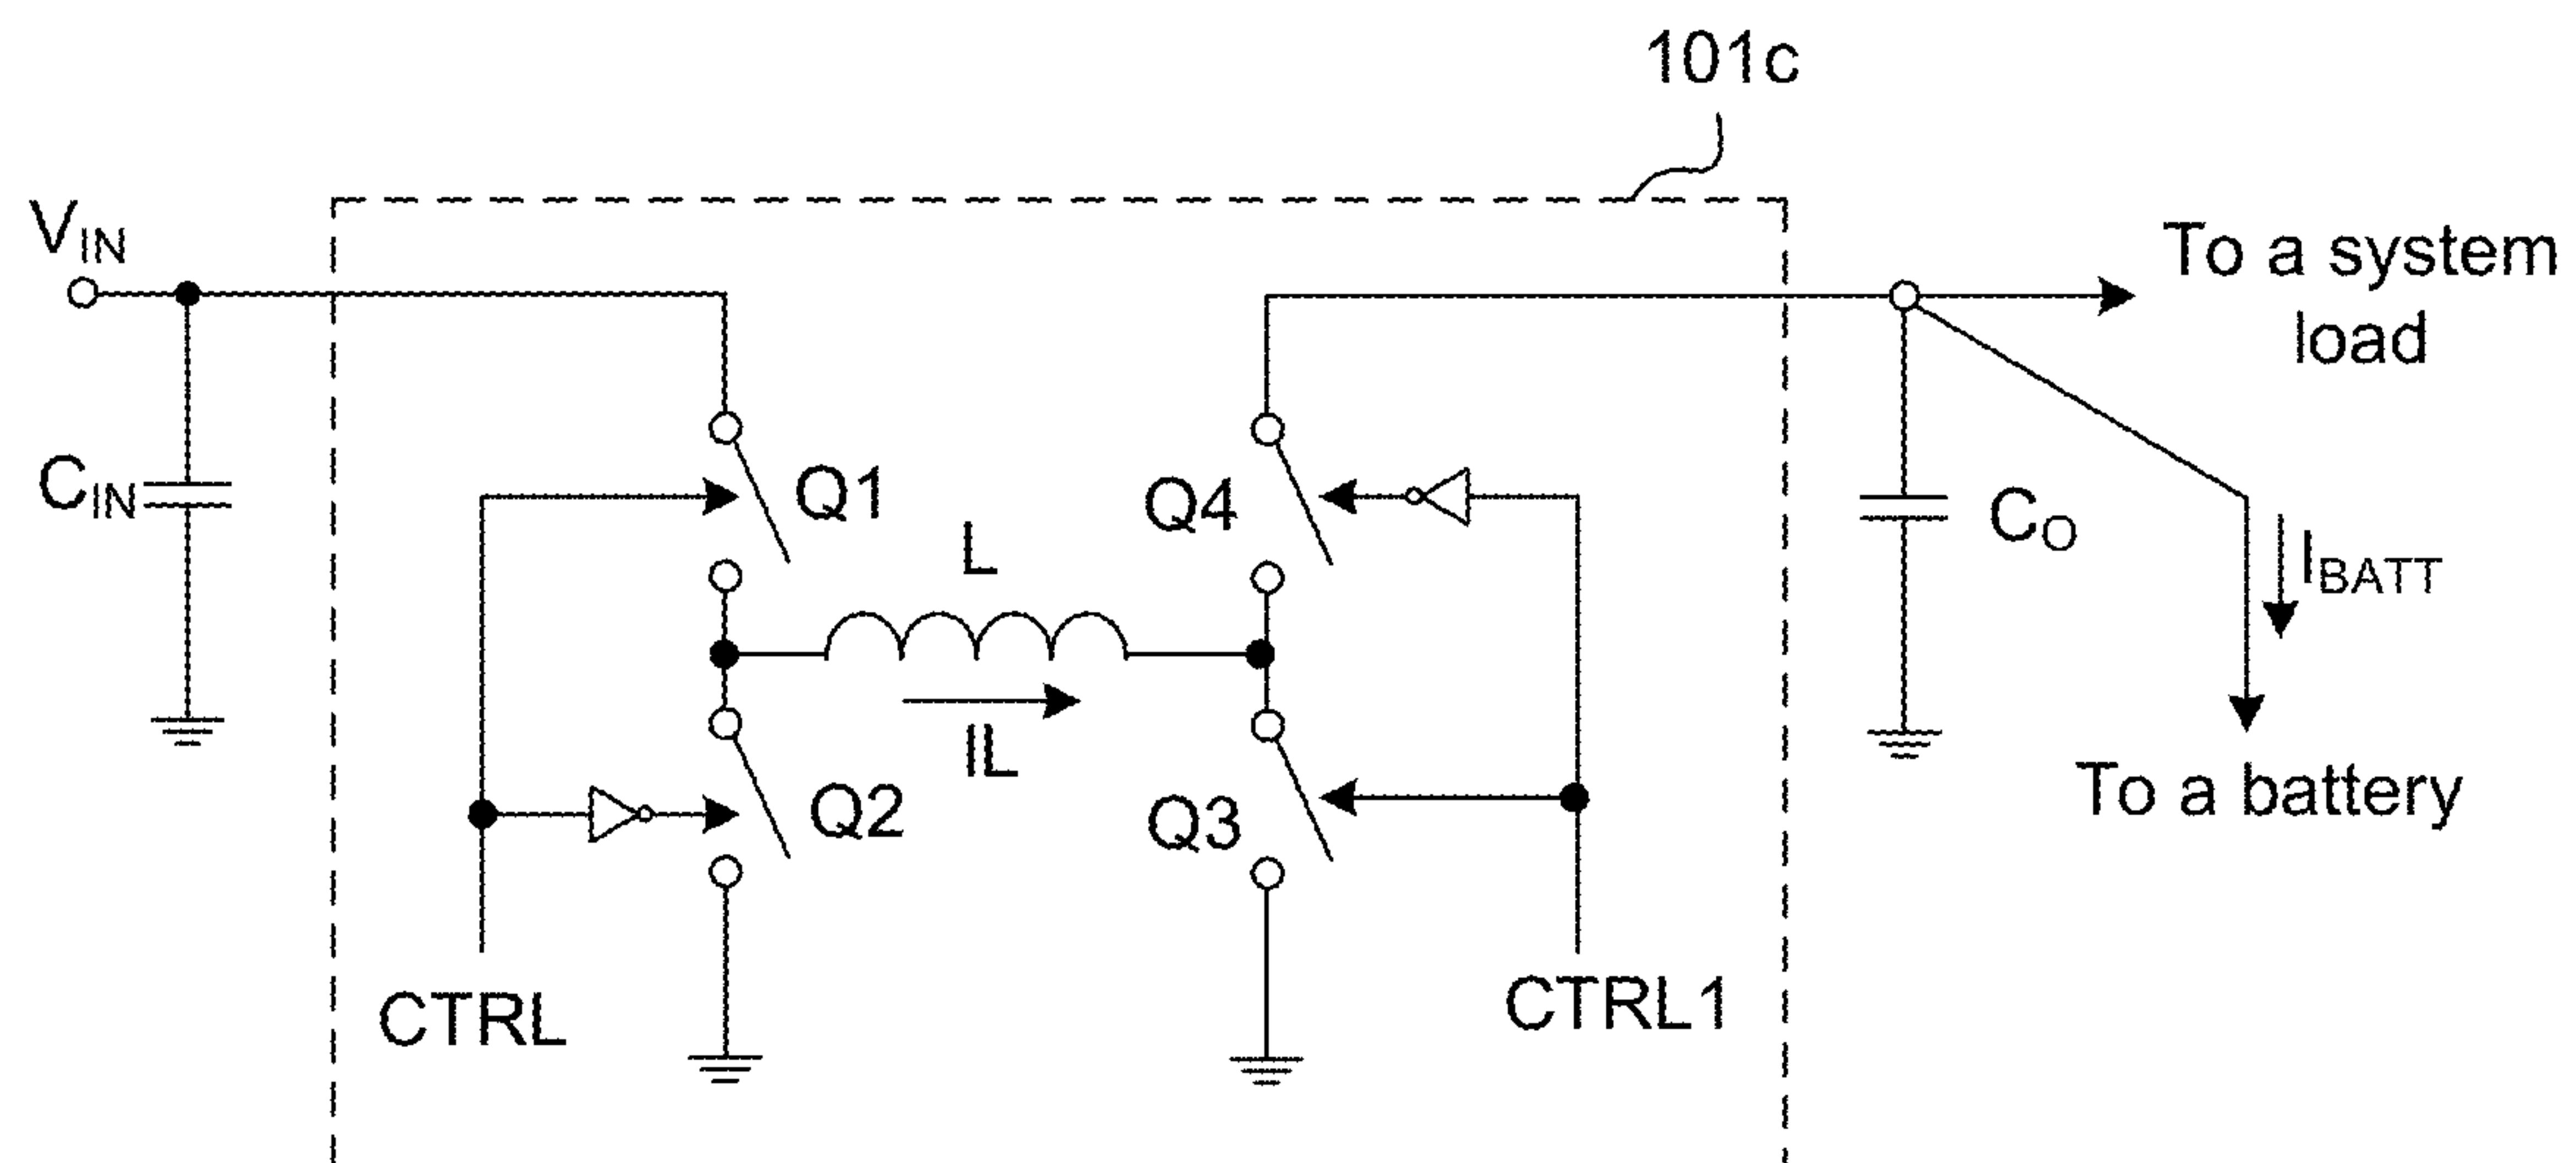 101c
VIN
To a system
load
CIN
Q1
Q4
CO
L
IBATT
IL
Q2
Q3
To a battery
CTRL
CTRL1